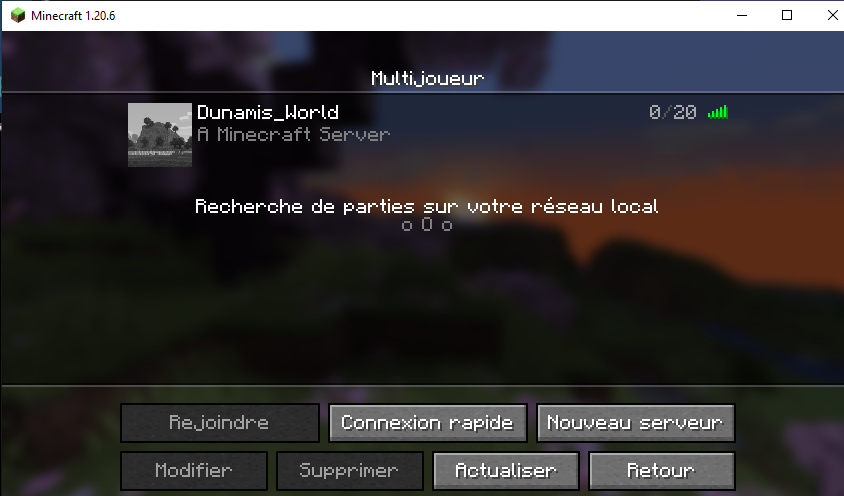 Minecraft 1.20.6
Multijoueur
Dunamis_World 0/20
A Minecraft Server
Recherche de parties sur votre réseau local
o O o
Rejoindre Connexion rapide Nouveau serveur
Modifier Supprimer Actualiser Retour